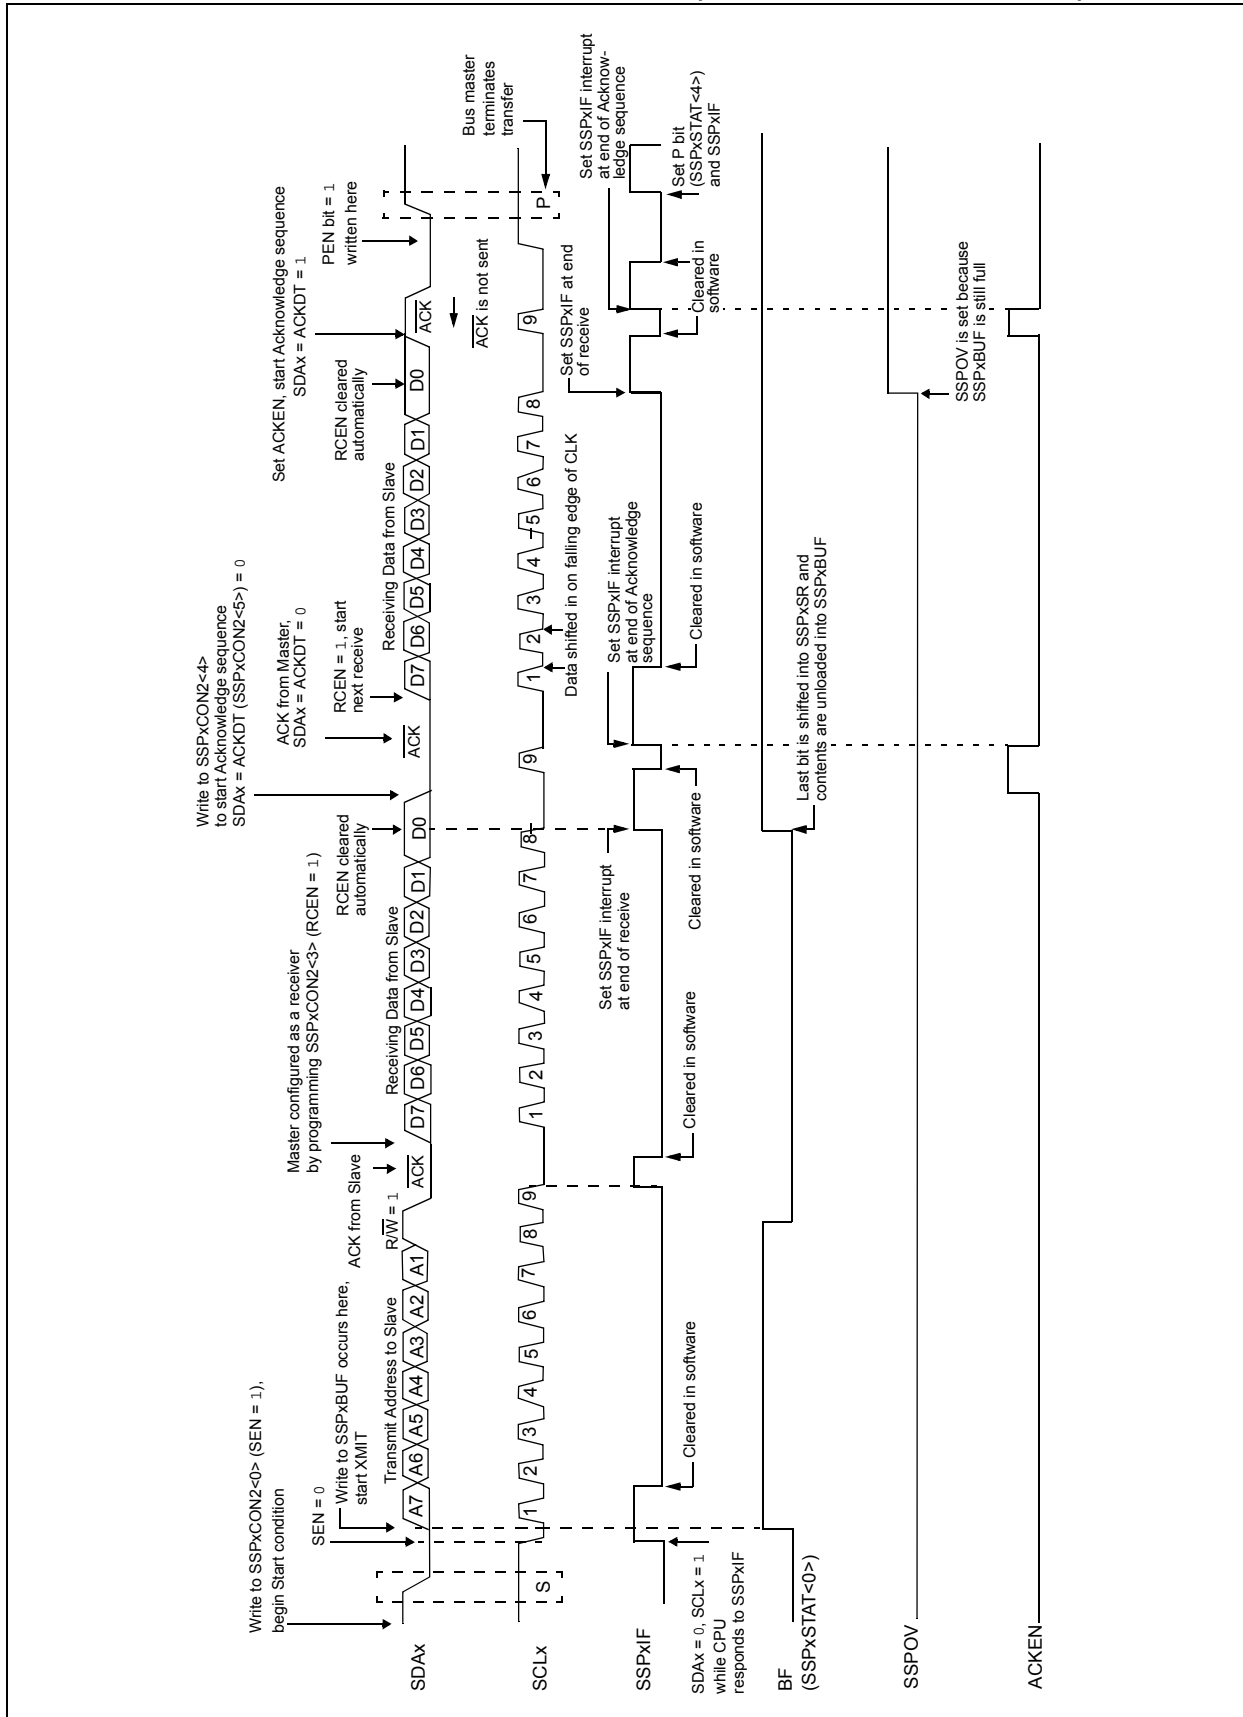 Write to SSPxCON2<0> (SEN = 1),
begin Start condition
SEN = 0
Write to SSPxBUF occurs here,
start XMIT
ACK from Slave
Master configured as a receiver
by programming SSPxCON2<3> (RCEN = 1)
RCEN cleared
automatically
Write to SSPxCON2<4>
to start Acknowledge sequence
SDAx = ACKDT (SSPxCON2<5>) = 0
ACK from Master,
SDAx = ACKDT = 0
RCEN = 1, start
next receive
RCEN cleared
automatically
Set ACKEN, start Acknowledge sequence
SDAx = ACKDT = 1
PEN bit = 1
written here
Transmit Address to Slave
R/W = 1
Receiving Data from Slave
Receiving Data from Slave
SDAx
A7 A6 A5 A4 A3 A2 A1 ACK D7 D6 D5 D4 D3 D2 D1 D0 ACK D7 D6 D5 D4 D3 D2 D1 D0 ACK
ACK is not sent
Bus master
terminates
transfer
SCLx
S 1 2 3 4 5 6 7 8 9 1 2 3 4 5 6 7 8 9 1 2 3 4 5 6 7 8 9 P
Data shifted in on falling edge of CLK
Set SSPxIF interrupt
at end of receive
Set SSPxIF interrupt
at end of Acknowledge
sequence
Set SSPxIF at end
of receive
Set SSPxIF interrupt
at end of Acknow-
ledge sequence
SSPxIF
SDAx = 0, SCLx = 1
while CPU
responds to SSPxIF
Cleared in software
Cleared in software
Cleared in software
Cleared in software
Cleared in
software
Set P bit
(SSPxSTAT<4>)
and SSPxIF
BF
(SSPxSTAT<0>)
Last bit is shifted into SSPxSR and
contents are unloaded into SSPxBUF
SSPOV
SSPOV is set because
SSPxBUF is still full
ACKEN